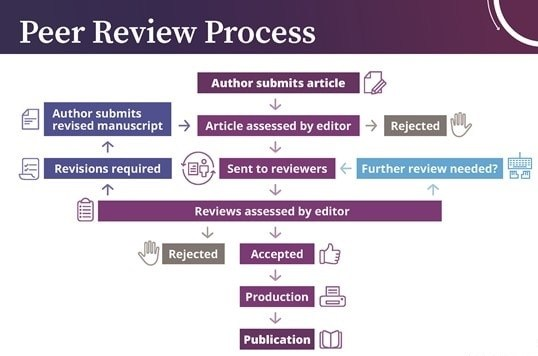 Peer Review Process
Author submits article
Author submits
revised manuscript
Article assessed by editor
Rejected
Revisions required
Sent to reviewers
Further review needed?
Reviews assessed by editor
Rejected
Accepted
Production
Publication